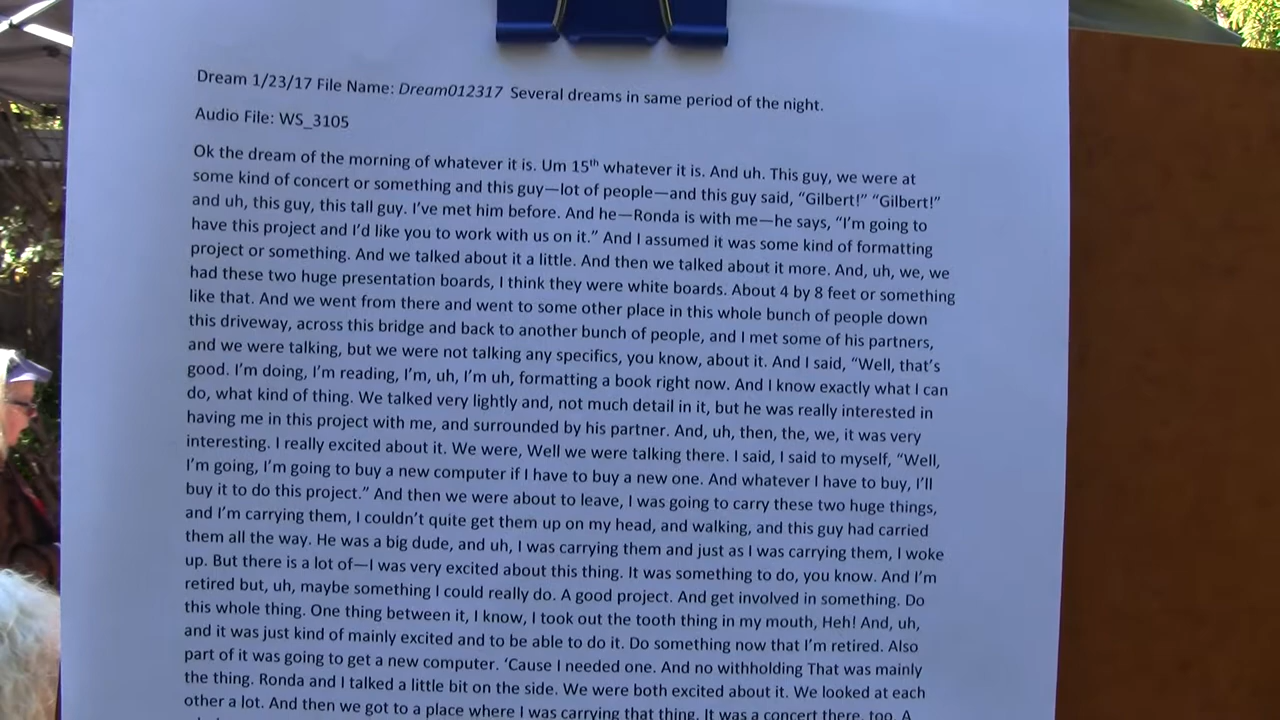 Dream 1/23/17 File Name: Dream012317 Several dreams in same period of the night.
Audio File: WS_3105
Ok the dream of the morning of whatever it is. Um 15th whatever it is. And uh. This guy, we were at
some kind of concert or something and this guy—lot of people—and this guy said, “Gilbert!” “Gilbert!”
and uh, this guy, this tall guy. I’ve met him before. And he—Ronda is with me—he says, “I’m going to
have this project and I’d like you to work with us on it.” And I assumed it was some kind of formatting
project or something. And we talked about it a little. And then we talked about it more. And, uh, we, we
had these two huge presentation boards, I think they were white boards. About 4 by 8 feet or something
like that. And we went from there and went to some other place in this whole bunch of people down
this driveway, across this bridge and back to another bunch of people, and I met some of his partners,
and we were talking, but we were not talking any specifics, you know, about it. And I said, “Well, that’s
good. I’m doing, I’m reading, I’m, uh, I’m uh, formatting a book right now. And I know exactly what I can
do, what kind of thing. We talked very lightly and, not much detail in it, but he was really interested in
having me in this project with me, and surrounded by his partner. And, uh, then, the, we, it was very
interesting. I really excited about it. We were, Well we were talking there. I said, I said to myself, “Well,
I’m going, I’m going to buy a new computer if I have to buy a new one. And whatever I have to buy, I’ll
buy it to do this project.” And then we were about to leave, I was going to carry these two huge things,
and I’m carrying them, I couldn’t quite get them up on my head, and walking, and this guy had carried
them all the way. He was a big dude, and uh, I was carrying them and just as I was carrying them, I woke
up. But there is a lot of—I was very excited about this thing. It was something to do, you know. And I’m
retired but, uh, maybe something I could really do. A good project. And get involved in something. Do
this whole thing. One thing between it, I know, I took out the tooth thing in my mouth, Heh! And, uh,
and it was just kind of mainly excited and to be able to do it. Do something now that I’m retired. Also
part of it was going to get a new computer. ‘Cause I needed one. And no withholding That was mainly
the thing. Ronda and I talked a little bit on the side. We were both excited about it. We looked at each
other a lot. And then we got to a place where I was carrying that thing. It was a concert there, too. A